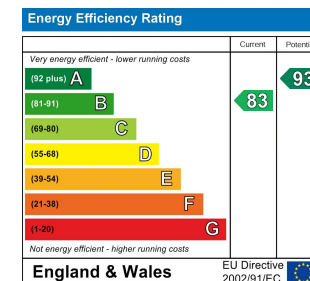 Energy Efficiency Rating
Current
Very energy efficient - lower running costs
(92 plus) A
(81-91) B
83
(69-80) C
(55-68) D
(39-54) E
(21-38) F
(1-20) G
Not energy efficient - higher running costs
England & Wales
EU Directive
2002/91/EC